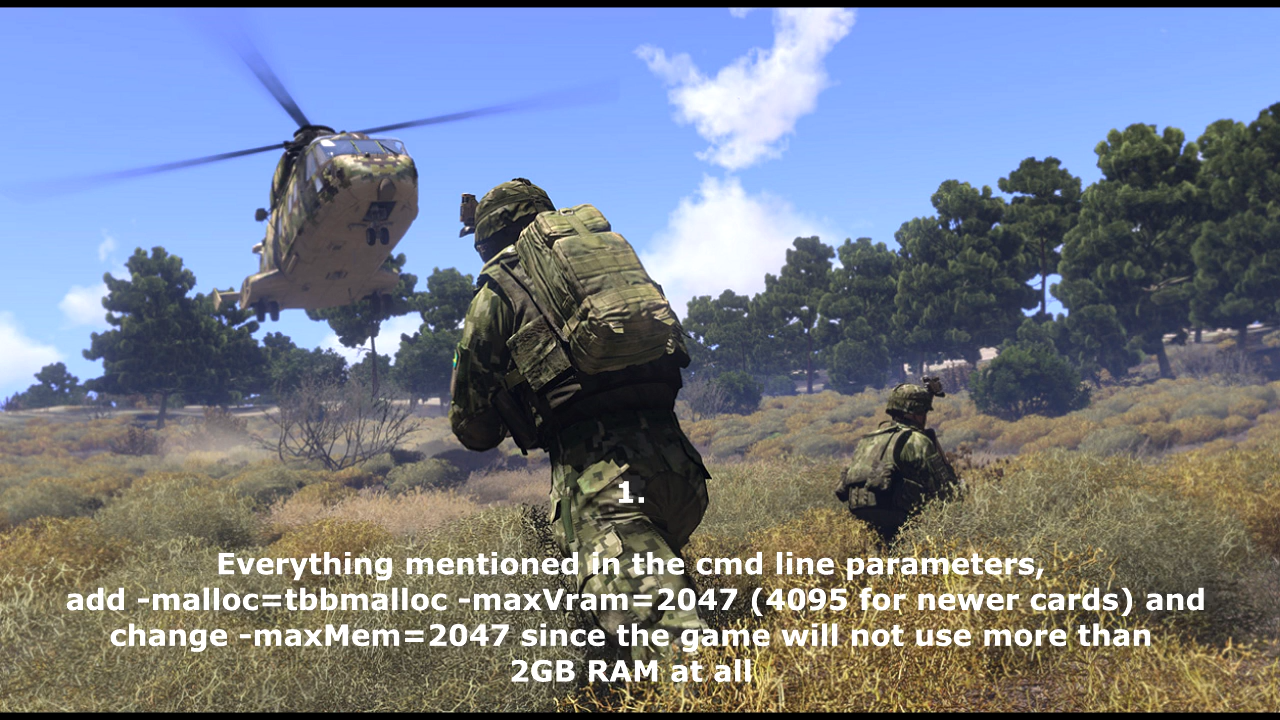 1.
Everything mentioned in the cmd line parameters,
add -malloc=tbbmalloc -maxVram=2047 (4095 for newer cards) and
change -maxMem=2047 since the game will not use more than
2GB RAM at all